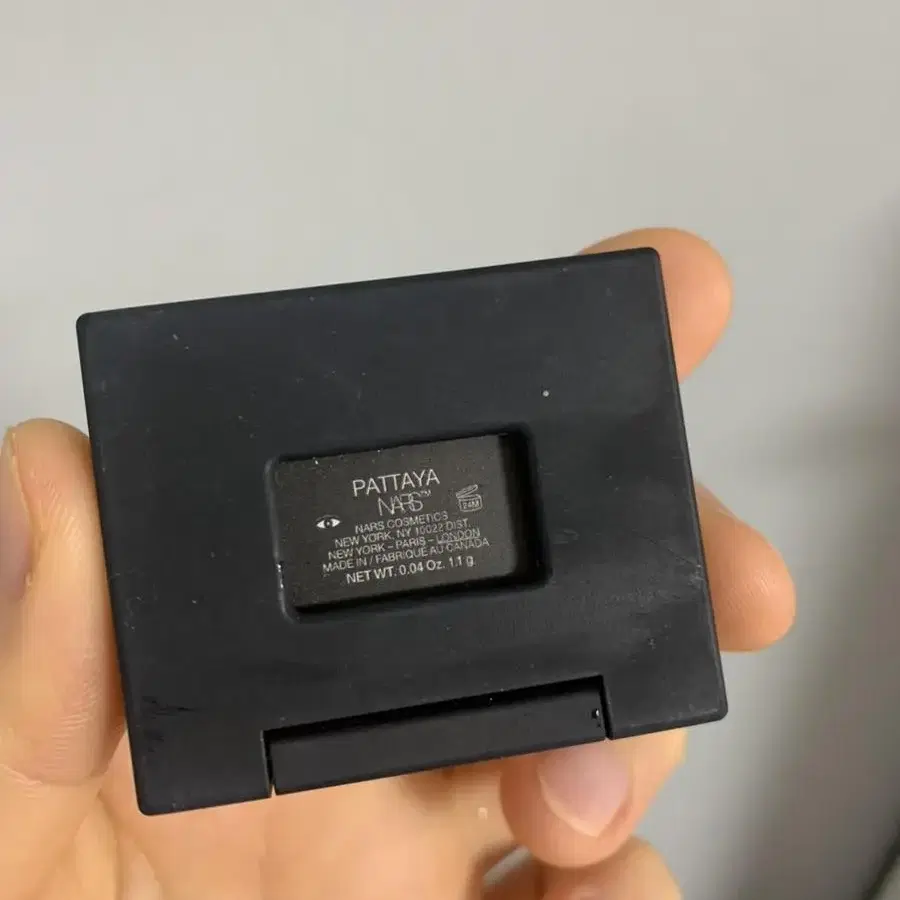 PATTAYA
NARS™
24M
NARS COSMETICS
NEW YORK, NY 10022 DIST.
NEW YORK - PARIS - LONDON
MADE IN / FABRIQUE AU CANADA
NET WT. 0.04 Oz. 1.1 g